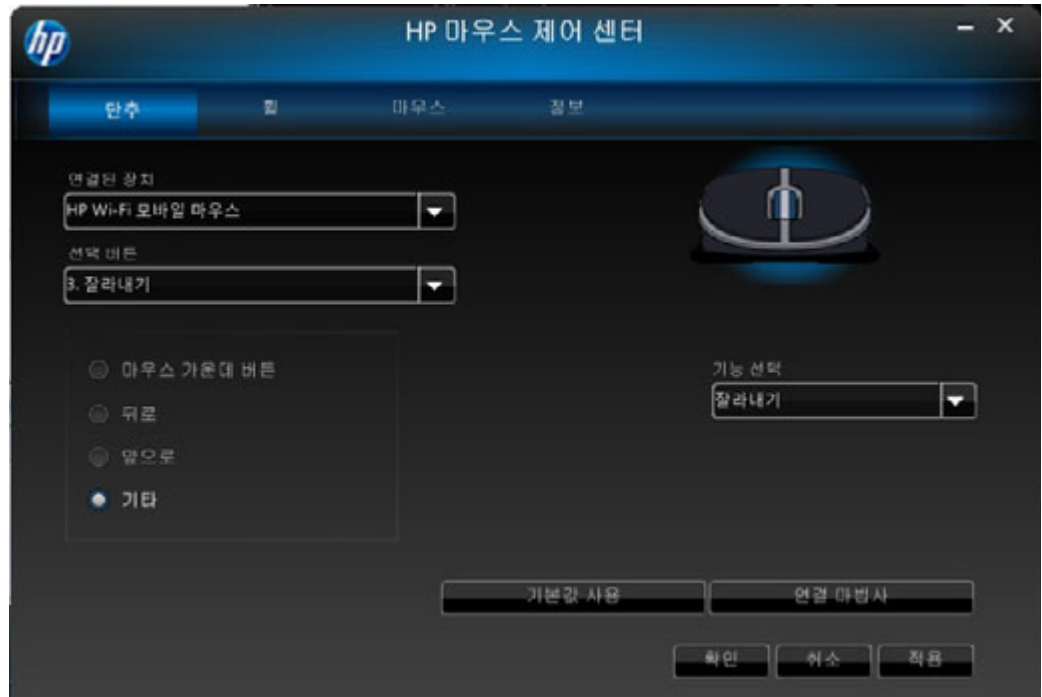 hp
HP 마우스 제어 센터
단추 휠 마우스 정보
연결된 장치
HP Wi-Fi 모바일 마우스
선택 버튼
3. 잘라내기
마우스 가운데 버튼
뒤로
앞으로
기타
기능 선택
잘라내기
기본값 사용
연결 마법사
확인 취소 적용